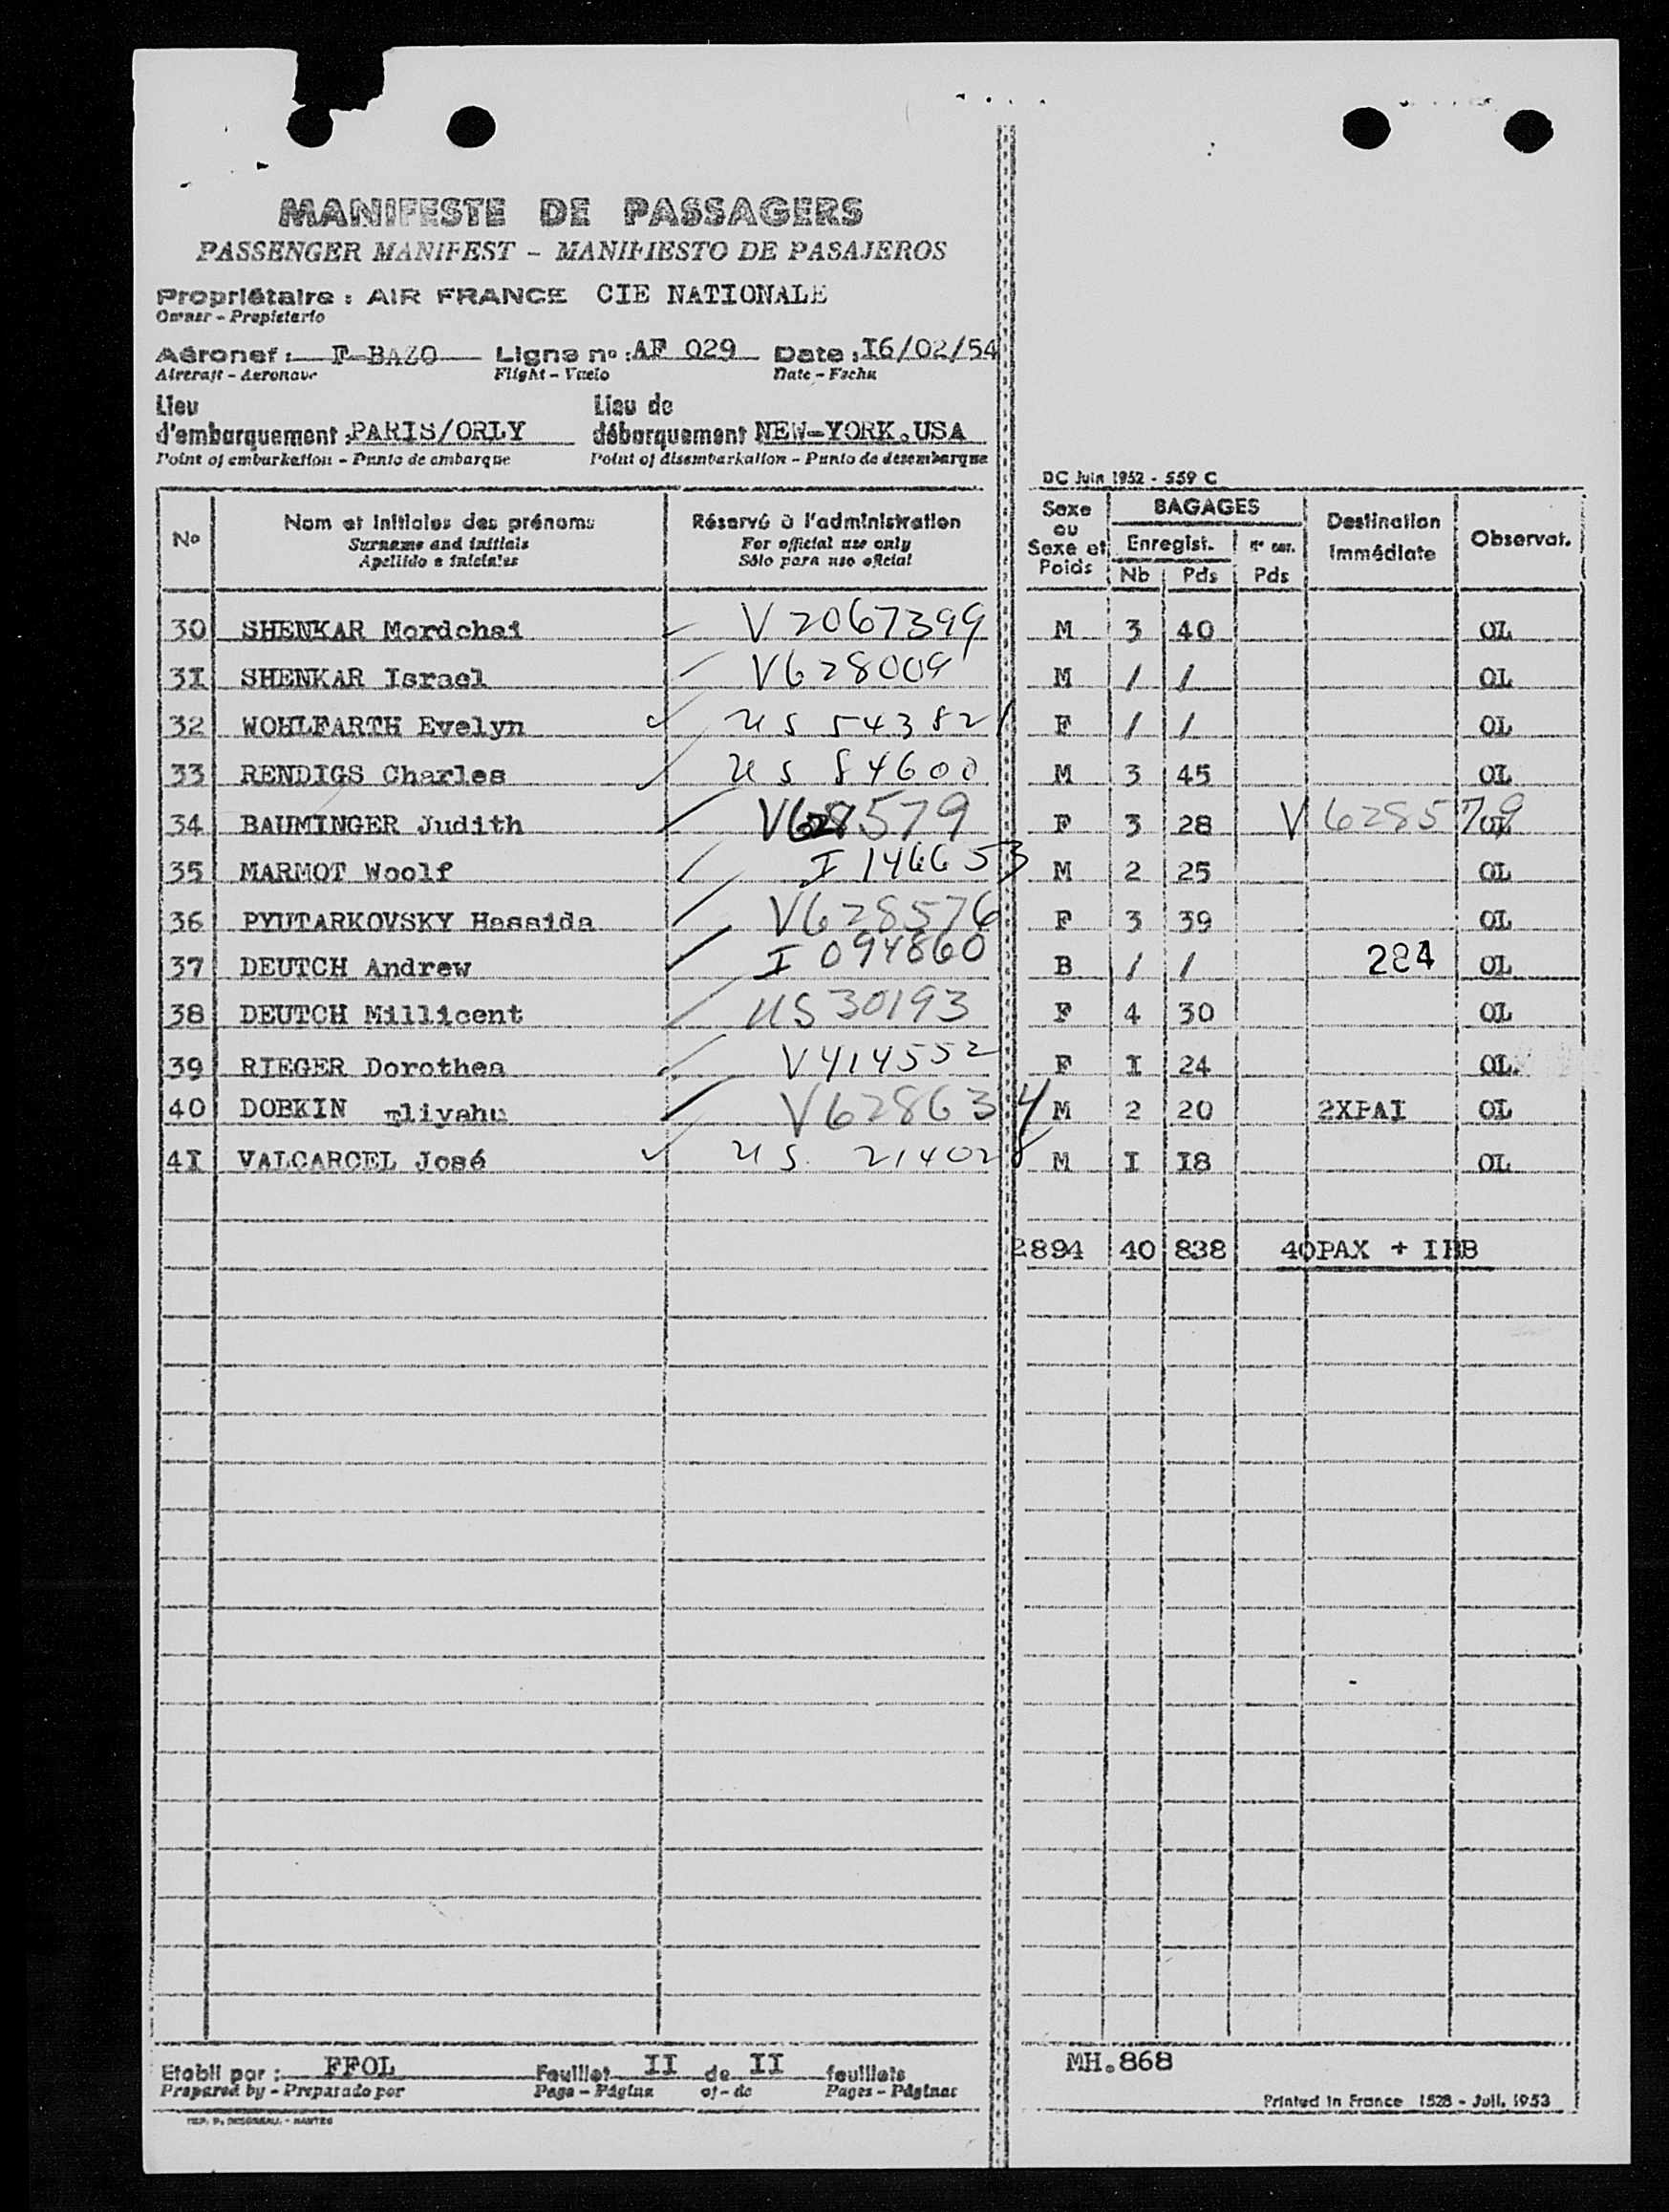 MANIFESTE DE PASSAGERS
PASSENGER MANIFEST - MANIFIESTO DE PASAJEROS
Propriétaire : AIR FRANCE CIE NATIONALE
Owner - Propietario
Aéronef : F-BAZO Ligne n° : AF 029 Date : I6/02/54
Aircraft - Aeronave Flight - Vuelo Date - Fecha
Lieu d'embarquement : PARIS/ORLY Lieu de débarquement NEW-YORK.USA
Point of embarkation - Punto de embarque Point of disembarkation - Punto de desembarque
DC Juin 1952 - 559 C
N° Nom et initiales des prénoms Réservé à l'administration Sexe ou Sexe et Poids BAGAGES Destination immédiate Observat.
Surname and initials For official use only Enregist. N° cor.
Apellido e iniciales Sólo para uso oficial Nb Pds Pds
30 SHENKAR Mordchai V 2067399 M 3 40 OL
3I SHENKAR Israel V628009 M / / OL
32 WOHLFARTH Evelyn US 543821 F / / OL
33 RENDIGS Charles US 84600 M 3 45 OL
34 BAUMINGER Judith V628579 F 3 28 V 628579 OL
35 MARMOT Woolf I 146653 M 2 25 OL
36 PYUTARKOVSKY Hassida V628576 F 3 39 OL
37 DEUTCH Andrew I 094860 B / / 284 OL
38 DEUTCH Millicent US 30193 F 4 30 OL
39 RIEGER Dorothea V414552 F I 24 OL
40 DOBKIN Eliyahu V628634 M 2 20 2XPAI OL
4I VALCARCEL José US. 214028 M I I8 OL
2894 40 838 40PAX + IBB
Etabli par : FFOL Feuillet II de II feuillets
Prepared by - Preparado por Page - Página of - de Pages - Páginas
MH.868
Printed in France 1528 - Juil. 1953